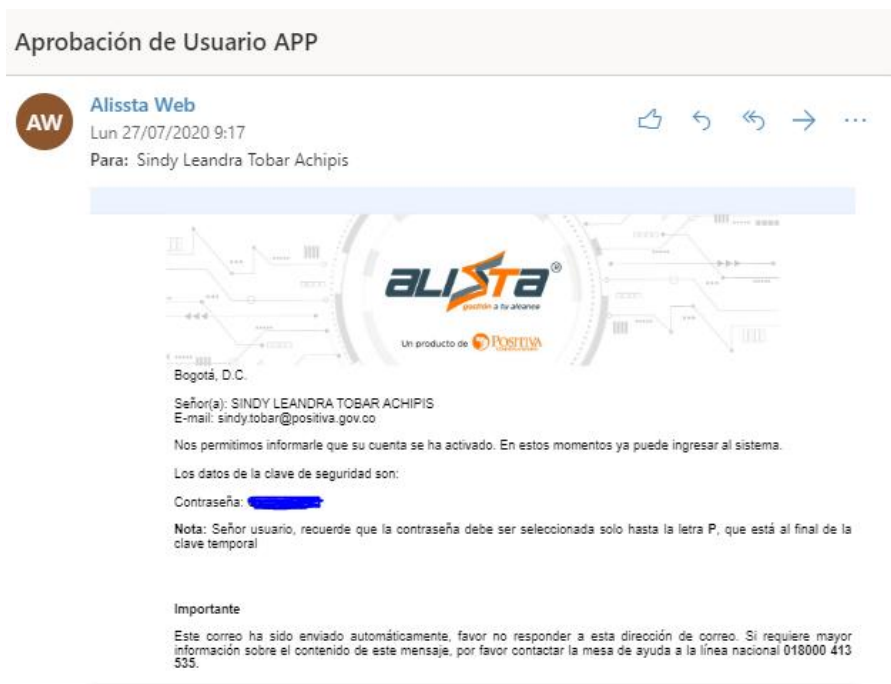 Aprobación de Usuario APP
AW
Alissta Web
Lun 27/07/2020 9:17
Para: Sindy Leandra Tobar Achipis
ALISSTA®
gestión a tu alcance
Un producto de POSITIVA
Bogotá, D.C.
Señor(a): SINDY LEANDRA TOBAR ACHIPIS
E-mail: sindy.tobar@positiva.gov.co
Nos permitimos informarle que su cuenta se ha activado. En estos momentos ya puede ingresar al sistema.
Los datos de la clave de seguridad son:
Contraseña:
Nota: Señor usuario, recuerde que la contraseña debe ser seleccionada solo hasta la letra P, que está al final de la
clave temporal
Importante
Este correo ha sido enviado automáticamente, favor no responder a esta dirección de correo. Si requiere mayor
información sobre el contenido de este mensaje, por favor contactar la mesa de ayuda a la línea nacional 018000 413
535.